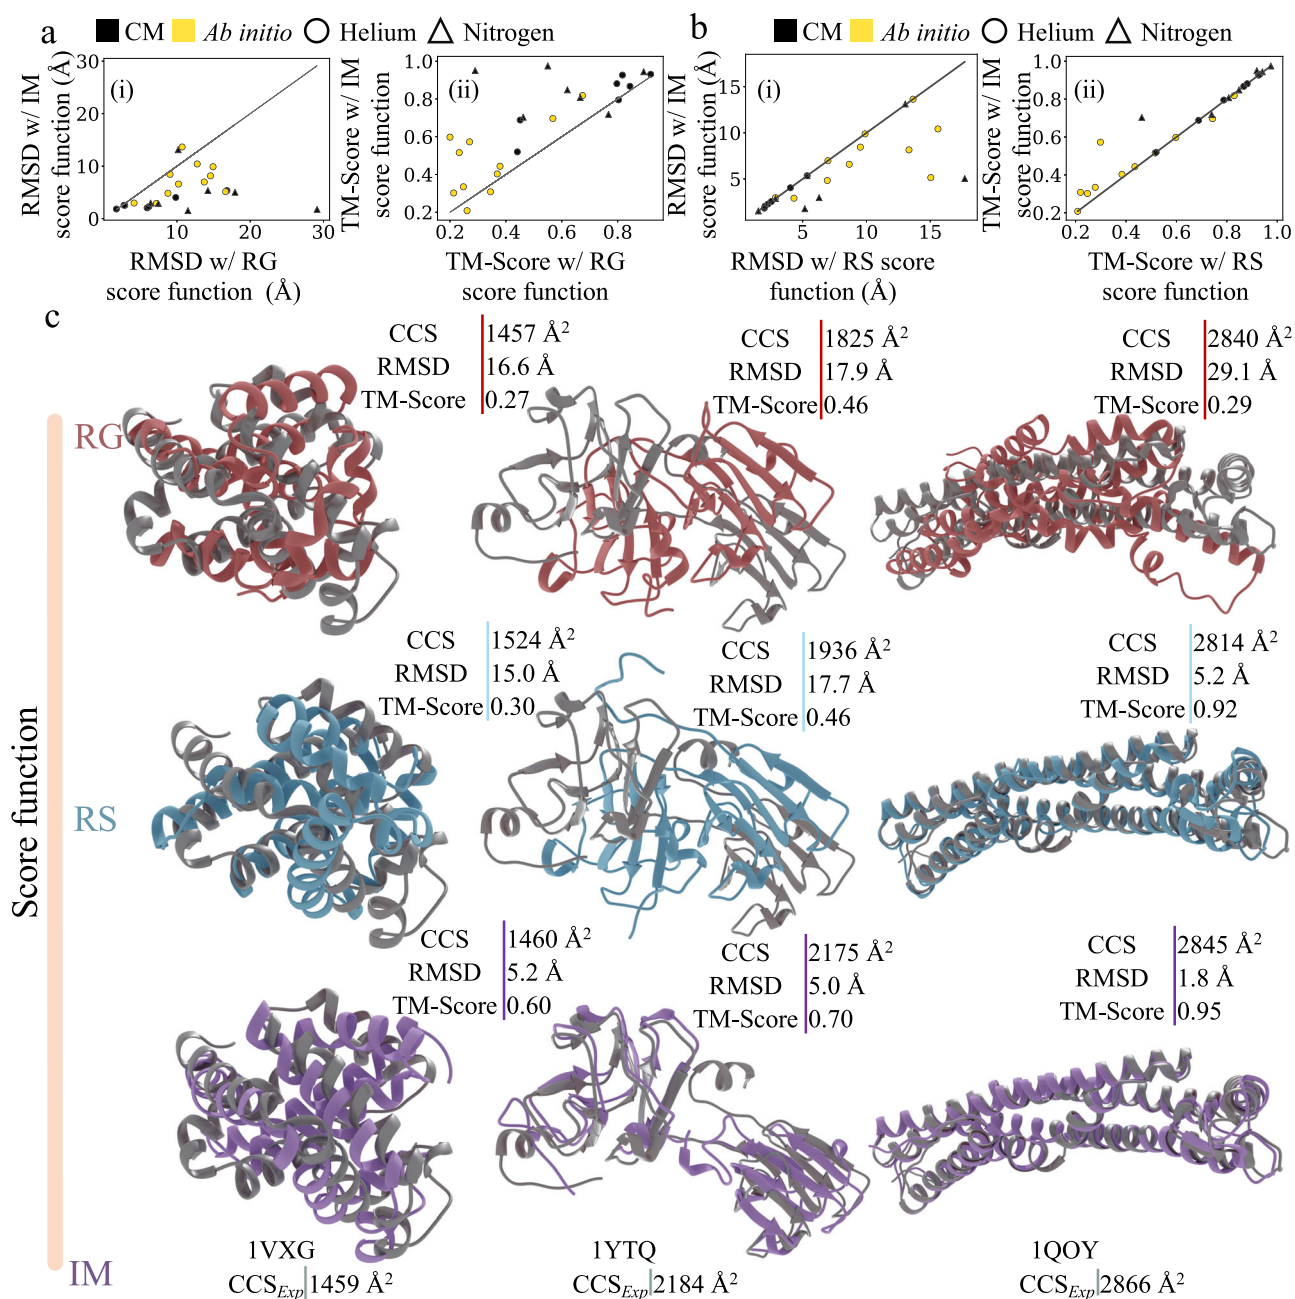 a
CM Ab initio Helium Nitrogen
b
CM Ab initio Helium Nitrogen
RMSD w/ IM
score function (Å)
(i)
30
20
10
0
0 10 20 30
RMSD w/ RG
score function (Å)
TM-Score w/ IM
score function
(ii)
1.0
0.8
0.6
0.4
0.2
0.2 0.4 0.6 0.8
TM-Score w/ RG
score function
RMSD w/ IM
score function (Å)
(i)
15
10
5
5 10 15
RMSD w/ RS score
function (Å)
TM-Score w/ IM
score function
(ii)
1.0
0.8
0.6
0.4
0.2
0.2 0.4 0.6 0.8 1.0
TM-Score w/ RS
score function
c
Score function
RG
CCS 1457 Å²
RMSD 16.6 Å
TM-Score 0.27
CCS 1825 Å²
RMSD 17.9 Å
TM-Score 0.46
CCS 2840 Å²
RMSD 29.1 Å
TM-Score 0.29
RS
CCS 1524 Å²
RMSD 15.0 Å
TM-Score 0.30
CCS 1936 Å²
RMSD 17.7 Å
TM-Score 0.46
CCS 2814 Å²
RMSD 5.2 Å
TM-Score 0.92
IM
CCS 1460 Å²
RMSD 5.2 Å
TM-Score 0.60
CCS 2175 Å²
RMSD 5.0 Å
TM-Score 0.70
CCS 2845 Å²
RMSD 1.8 Å
TM-Score 0.95
1VXG
CCS_Exp 1459 Å²
1YTQ
CCS_Exp 2184 Å²
1QOY
CCS_Exp 2866 Å²